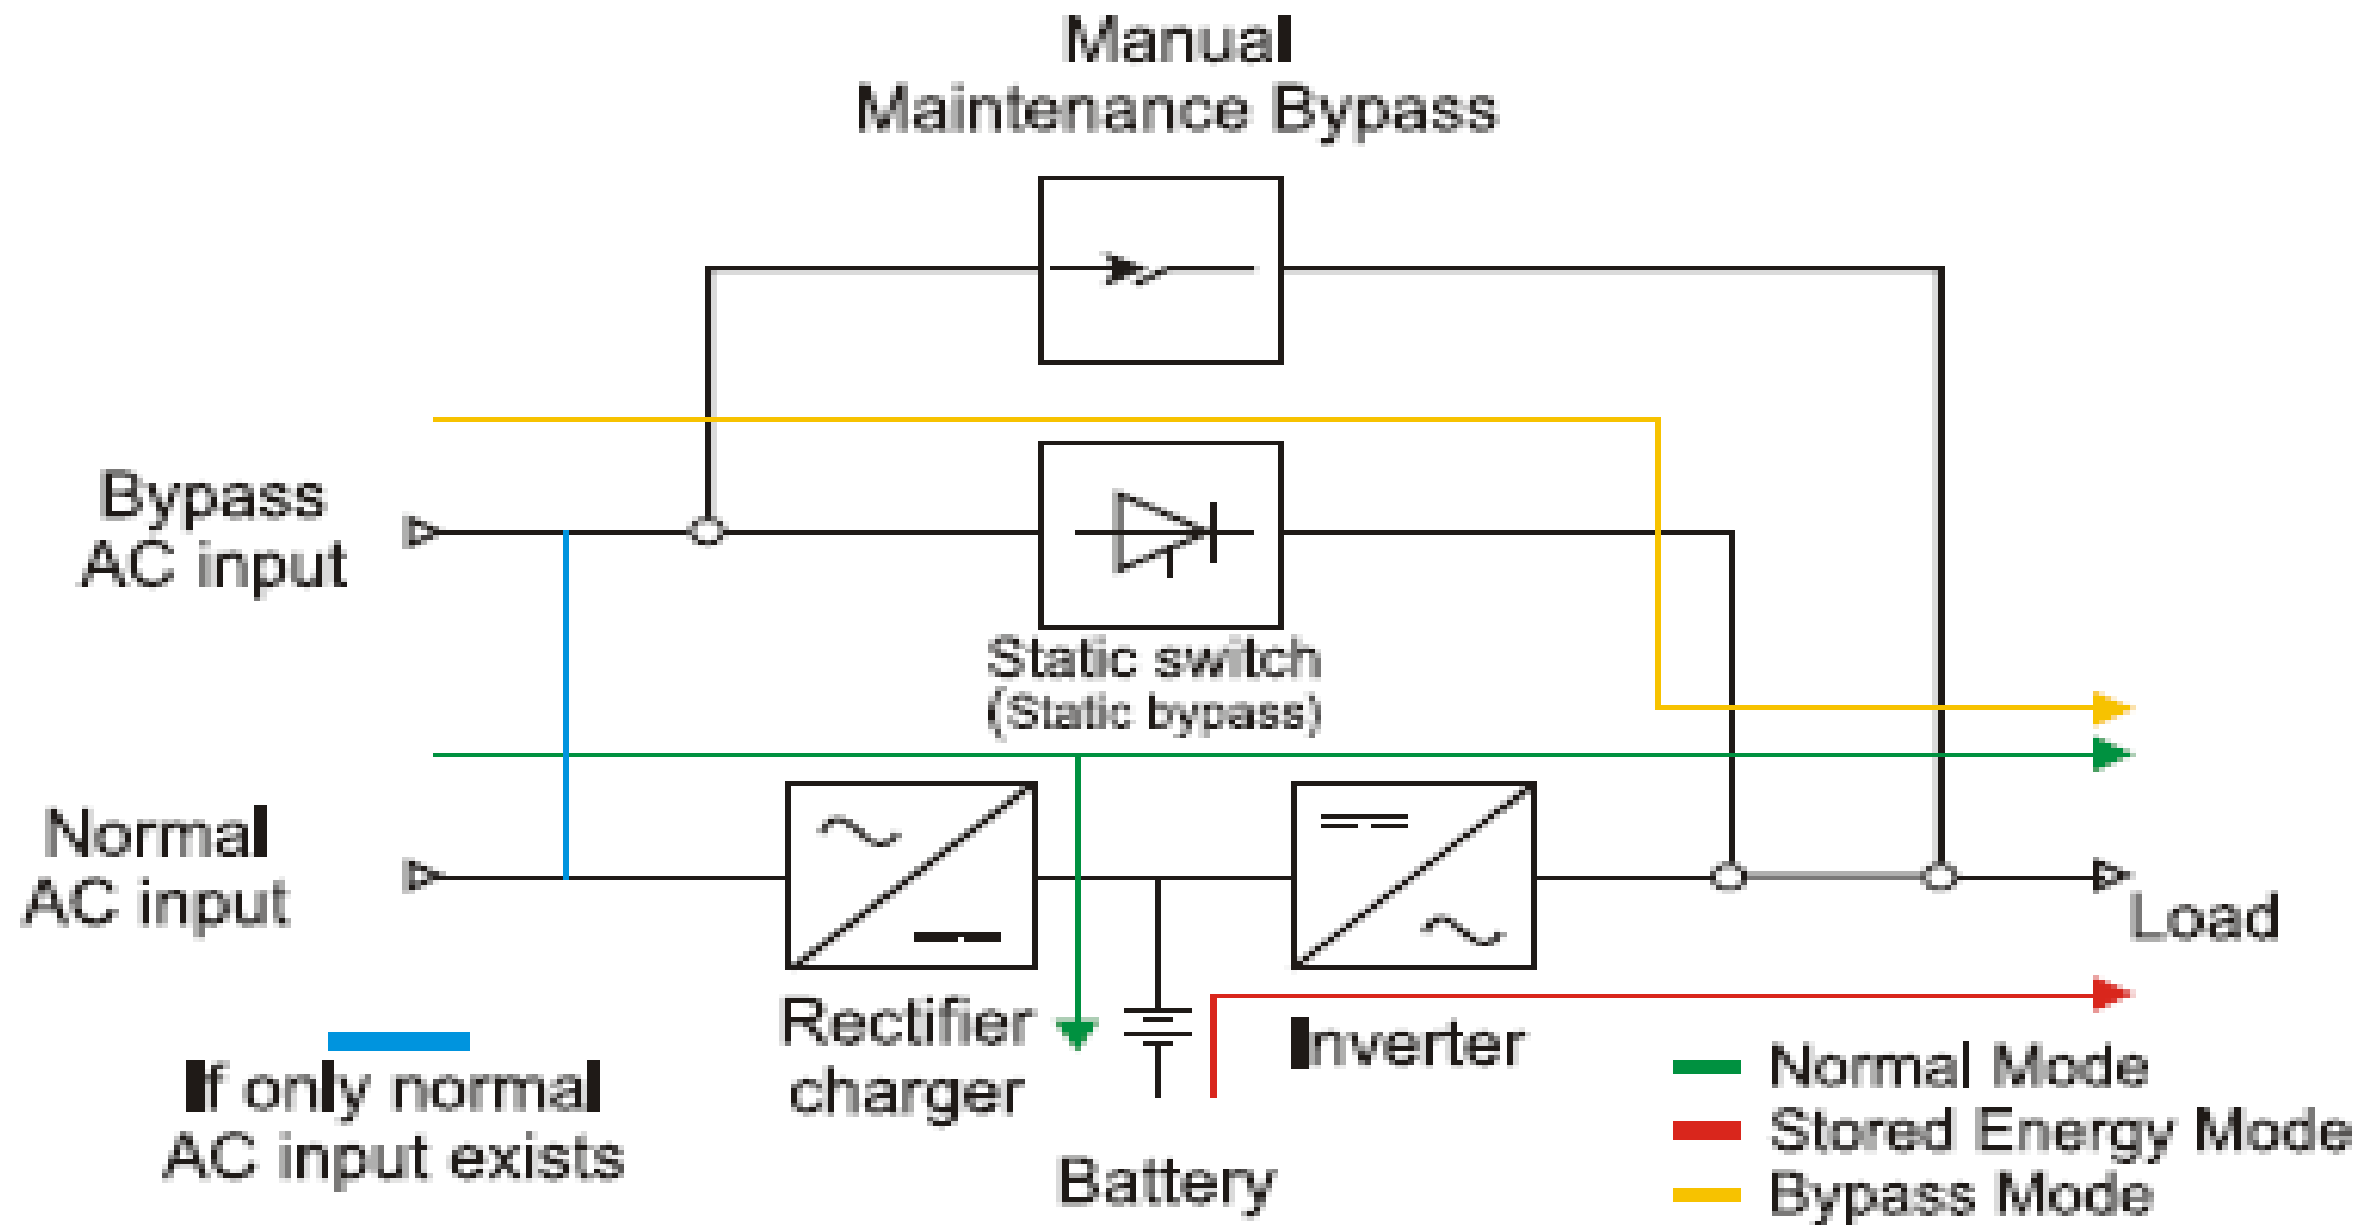 Manual
Maintenance Bypass
Bypass
AC input
Static switch
(Static bypass)
Normal
AC input
Load
Rectifier
charger
Inverter
If only normal
AC input exists
Battery
Normal Mode
Stored Energy Mode
Bypass Mode